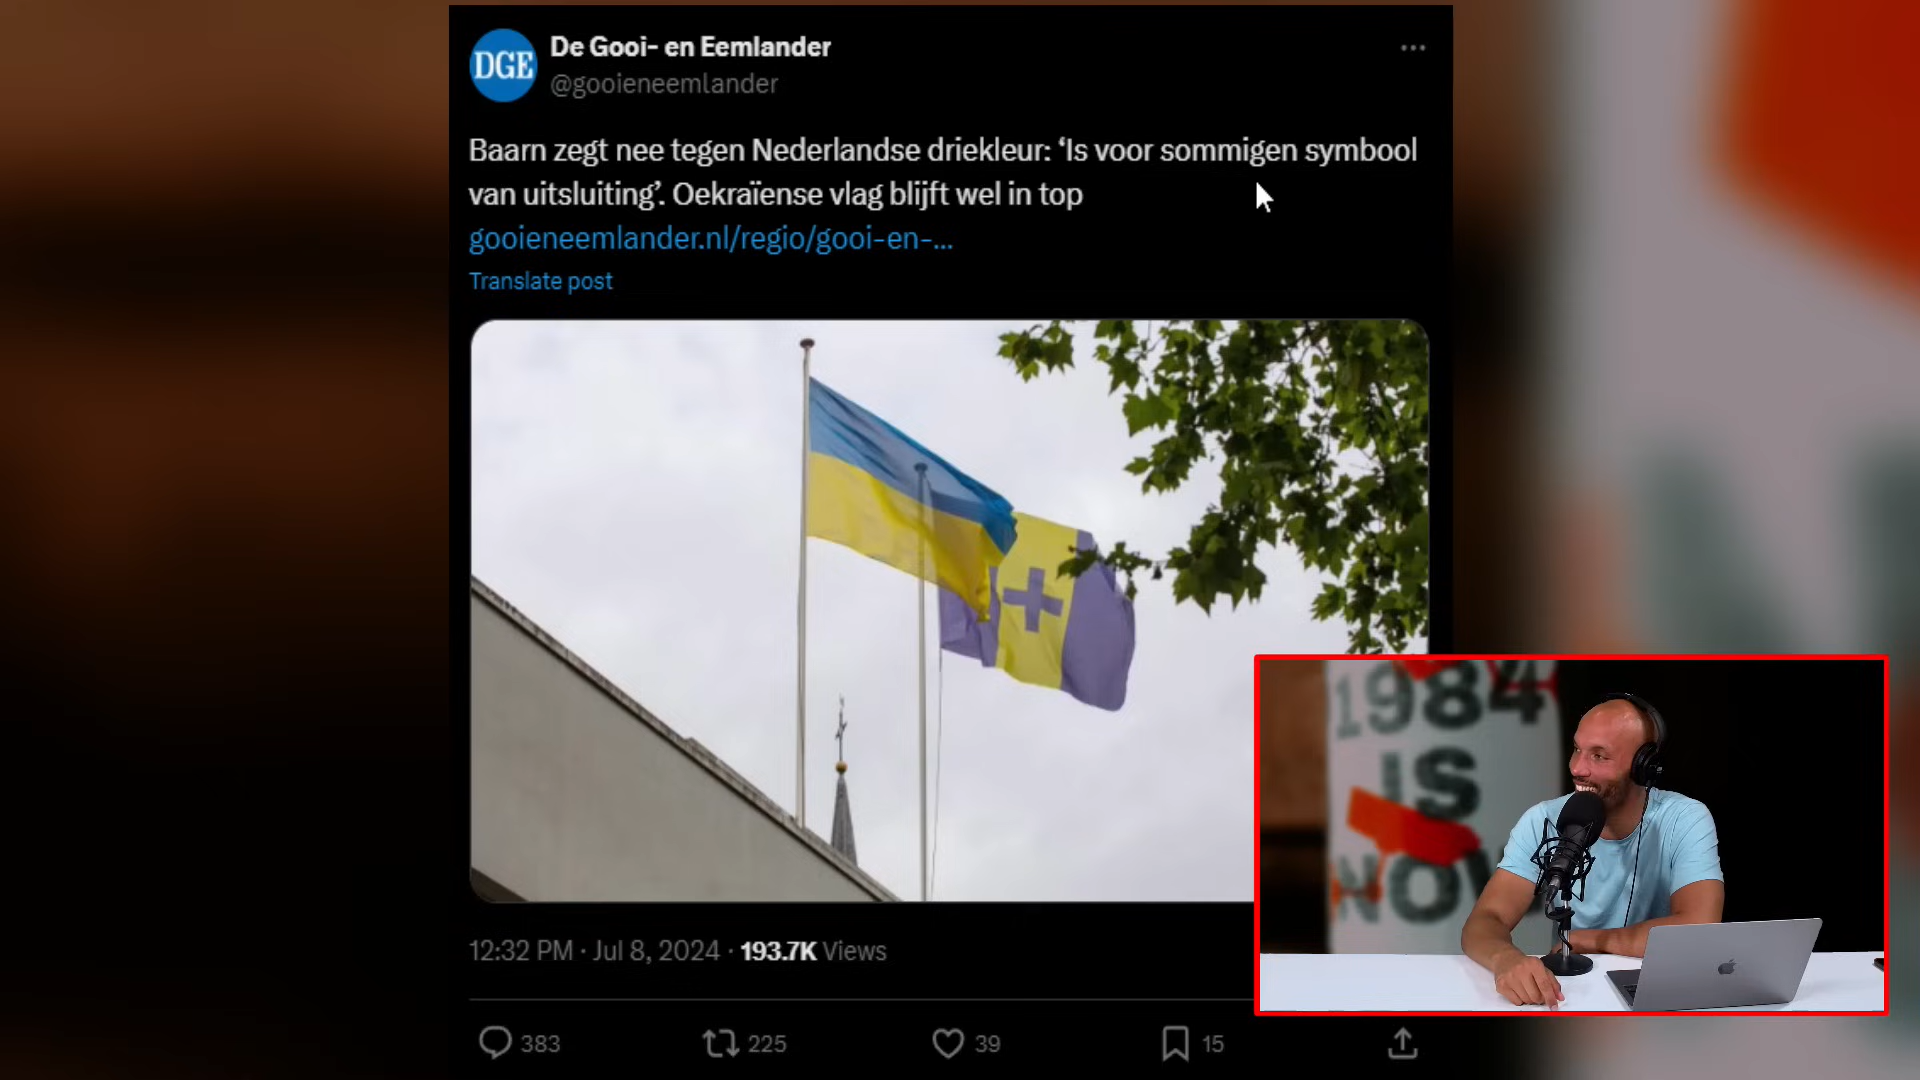 DGE
De Gooi- en Eemlander
@gooieneemlander
Baarn zegt nee tegen Nederlandse driekleur: ‘Is voor sommigen symbool
van uitsluiting’. Oekraïense vlag blijft wel in top
gooieneemlander.nl/regio/gooi-en-...
Translate post
12:32 PM · Jul 8, 2024 · 193.7K Views
383
225
39
15
1984
IS
NOW